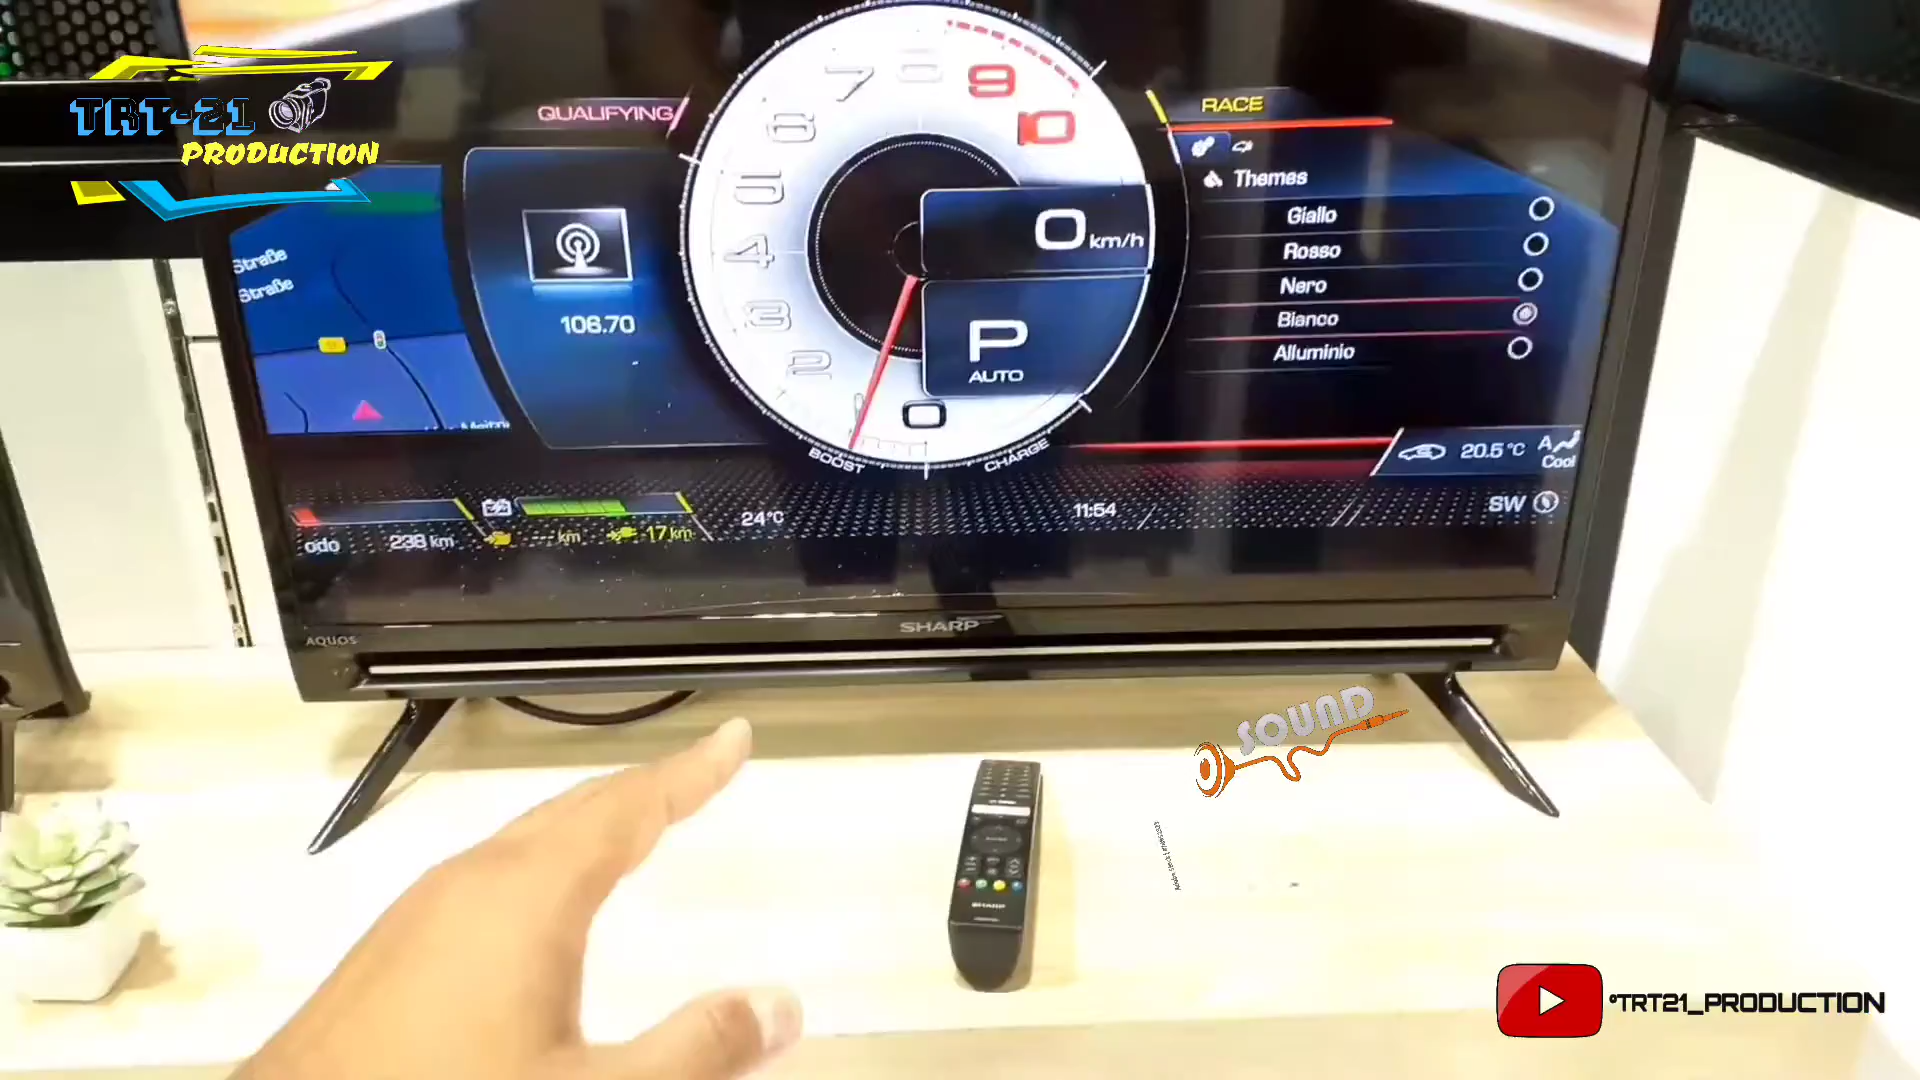 TRT-21
PRODUCTION
QUALIFYING
RACE
Themes
Giallo
Rosso
Nero
Bianco
Alluminio
Straße
Straße
106.70
2
3
4
5
6
7
8
9
10
0 km/h
P
AUTO
0
BOOST
CHARGE
20.5 °C
A
Cool
odo 238 km
--- km
17 km
24°C
11:54
SW
AQUOS
SHARP
SOUND
SHARP
°TRT21_PRODUCTION